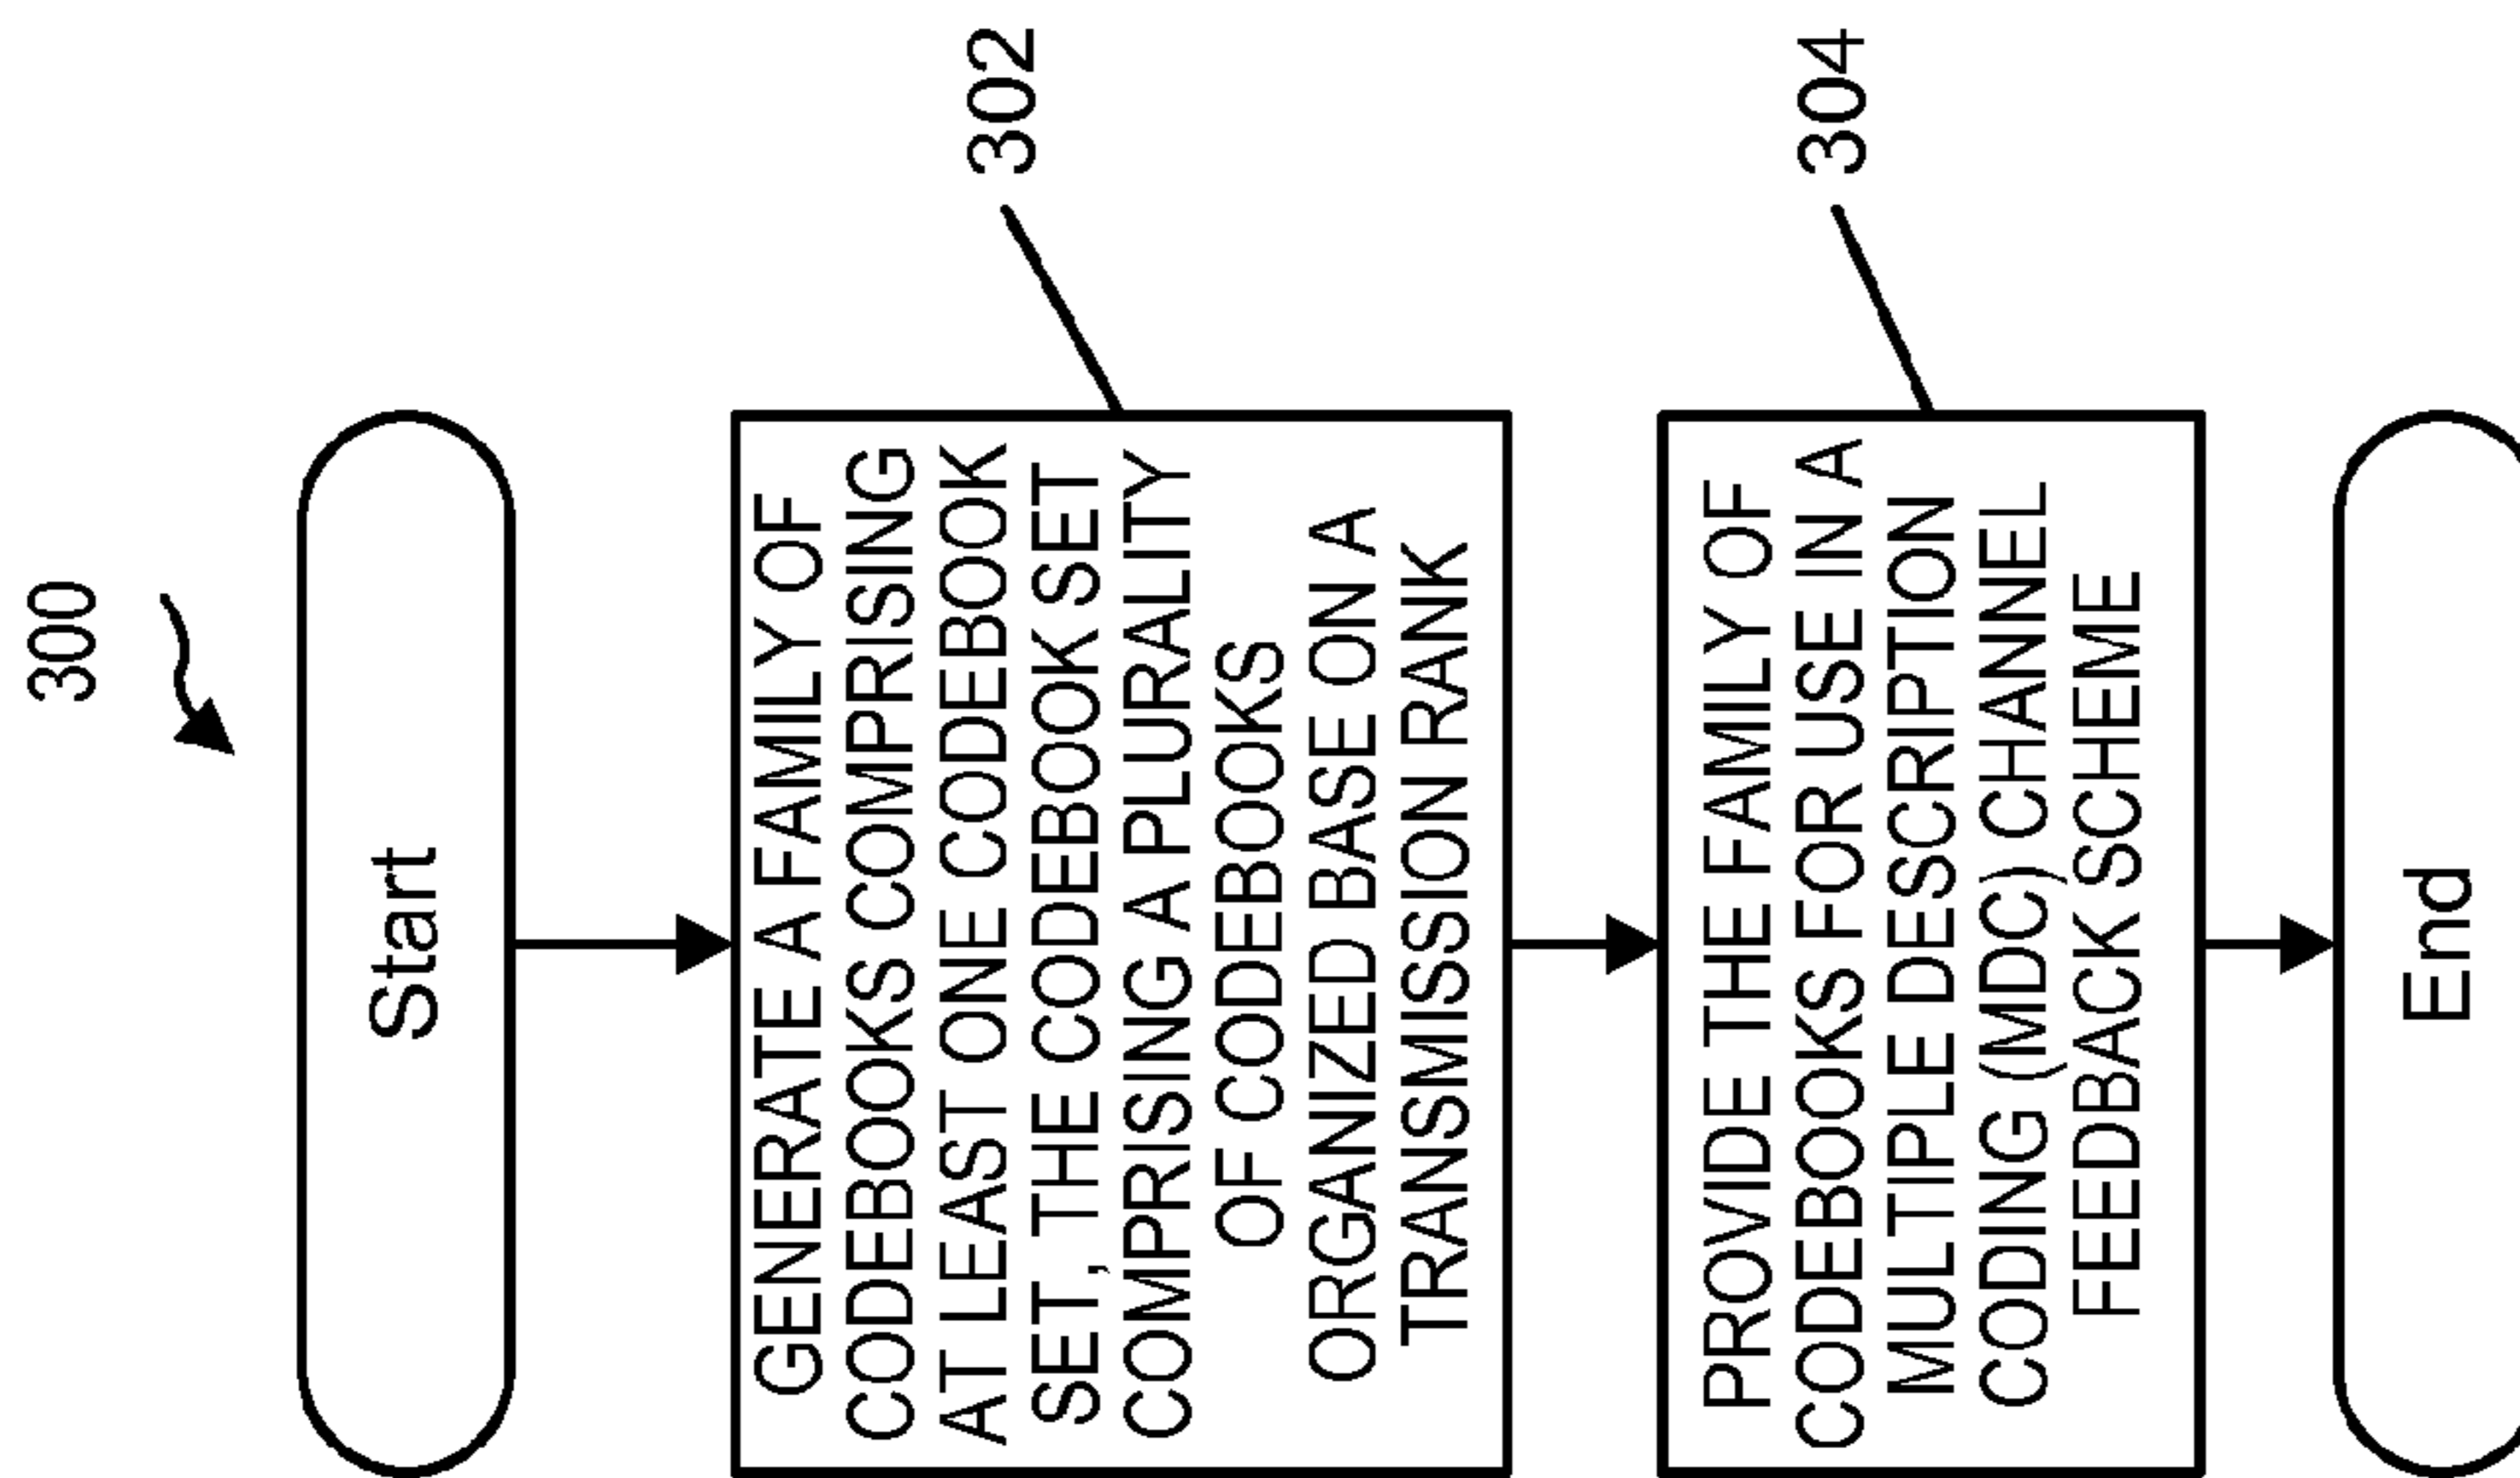 300
Start
GENERATE A FAMILY OF
CODEBOOKS COMPRISING
AT LEAST ONE CODEBOOK
SET, THE CODEBOOK SET
COMPRISING A PLURALITY
OF CODEBOOKS
ORGANIZED BASE ON A
TRANSMISSION RANK
302
PROVIDE THE FAMILY OF
CODEBOOKS FOR USE IN A
MULTIPLE DESCRIPTION
CODING (MDC) CHANNEL
FEEDBACK SCHEME
304
End